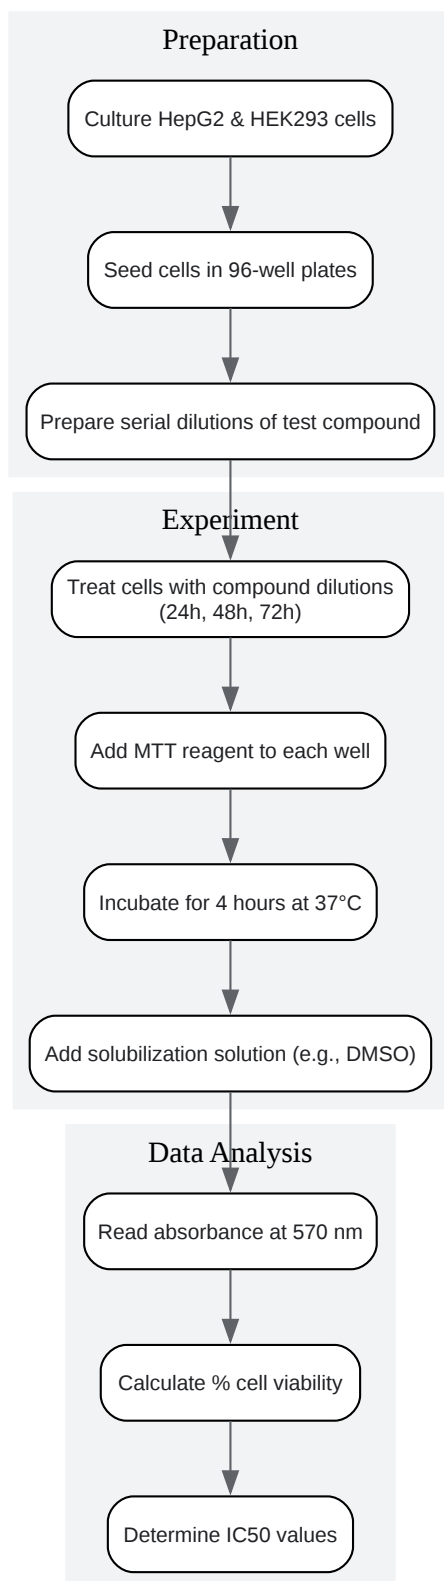 Preparation
Culture HepG2 & HEK293 cells
Seed cells in 96-well plates
Prepare serial dilutions of test compound
Experiment
Treat cells with compound dilutions
(24h, 48h, 72h)
Add MTT reagent to each well
Incubate for 4 hours at 37°C
Add solubilization solution (e.g., DMSO)
Data Analysis
Read absorbance at 570 nm
Calculate % cell viability
Determine IC50 values